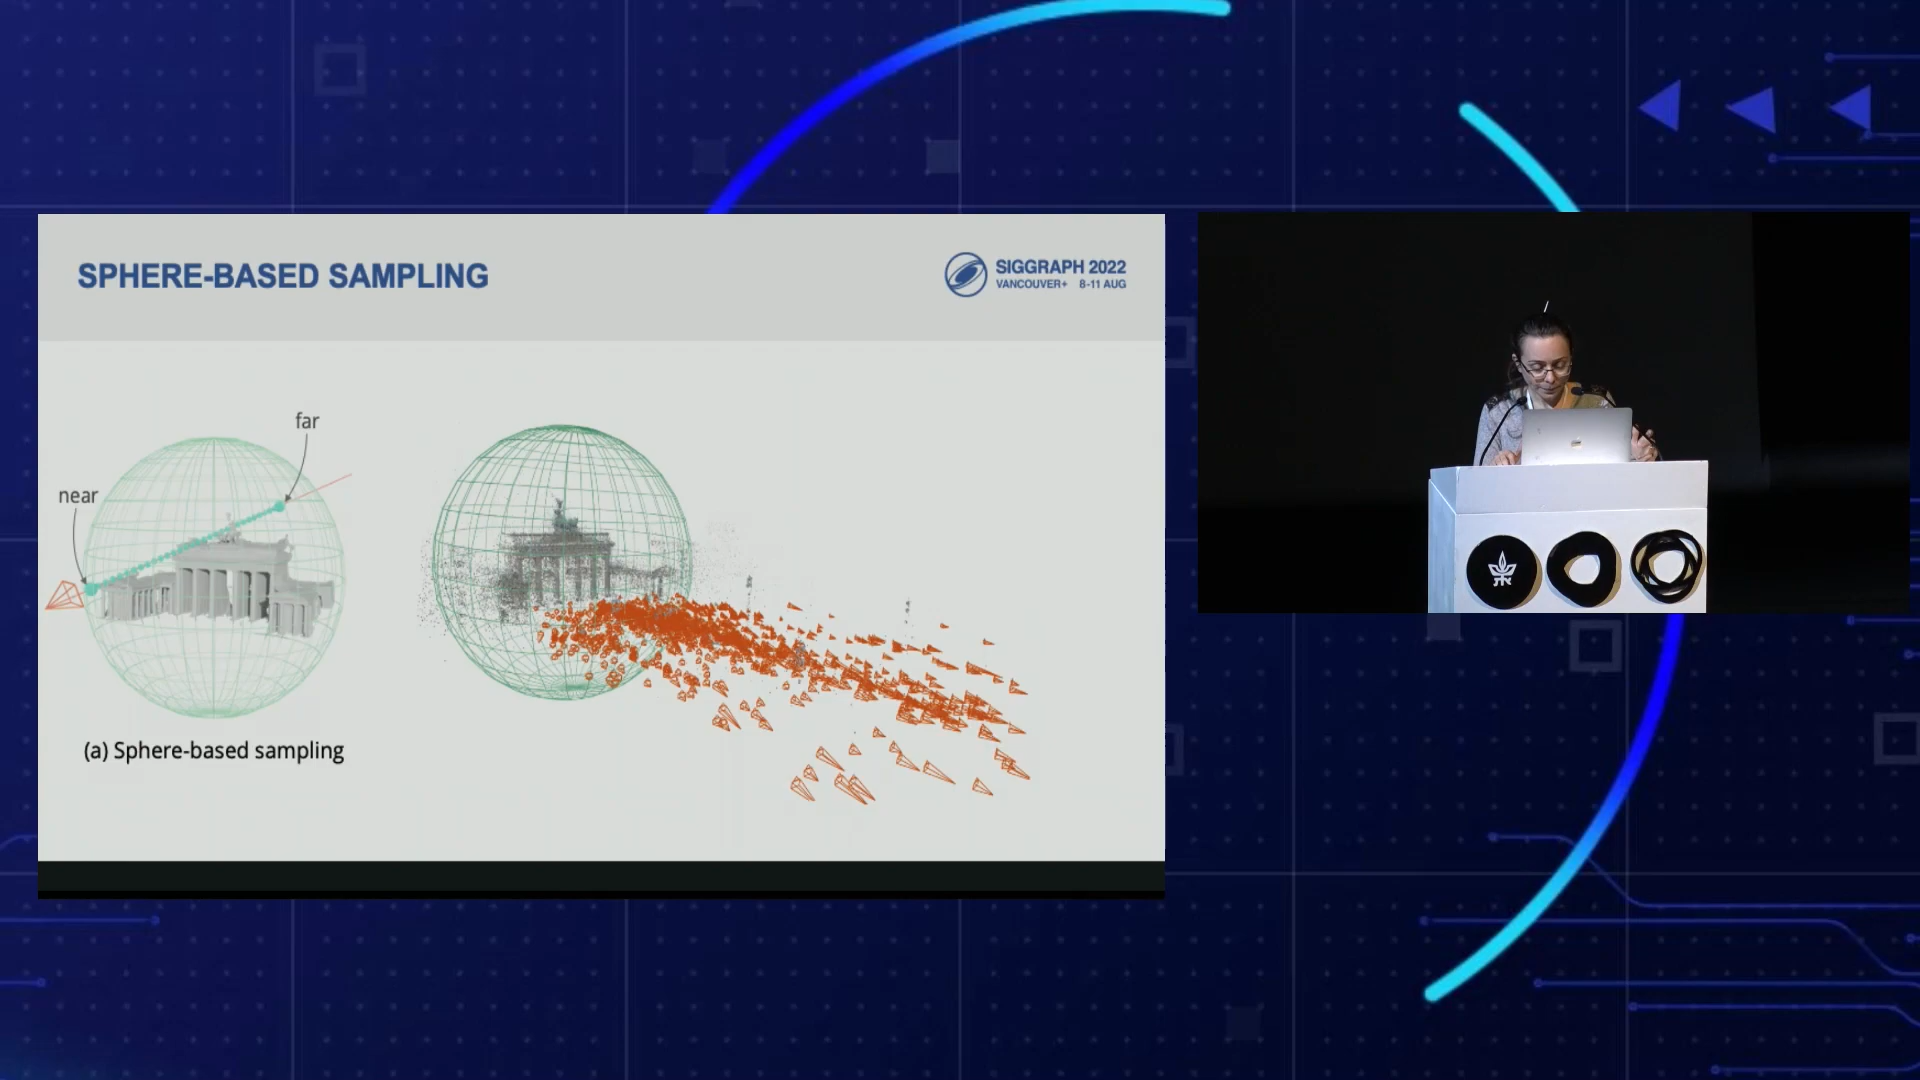 SPHERE-BASED SAMPLING
SIGGRAPH 2022
VANCOUVER+ 8-11 AUG
far
near
(a) Sphere-based sampling